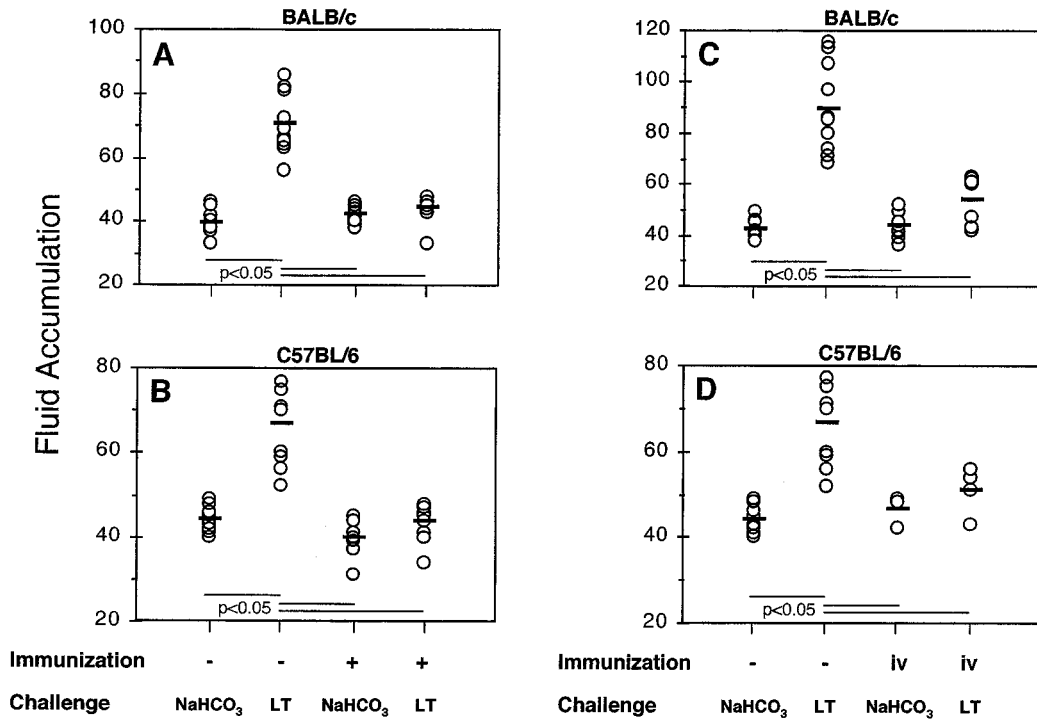 Fluid Accumulation
BALB/c
A
100
80
60
40
20
p<0.05
BALB/c
C
120
100
80
60
40
20
p<0.05
C57BL/6
B
80
60
40
20
p<0.05
C57BL/6
D
80
60
40
20
p<0.05
Immunization - - + +
Challenge NaHCO₃ LT NaHCO₃ LT
Immunization - - iv iv
Challenge NaHCO₃ LT NaHCO₃ LT